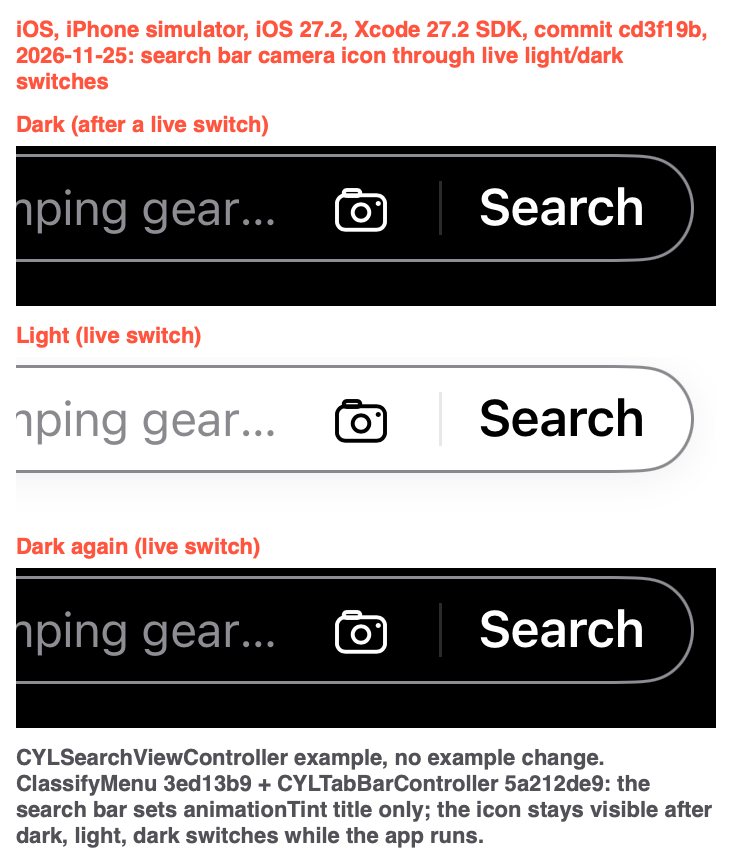 iOS, iPhone simulator, iOS 27.2, Xcode 27.2 SDK, commit cd3f19b,
2026-11-25: search bar camera icon through live light/dark
switches
Dark (after a live switch)
nping gear... Search
Light (live switch)
nping gear... Search
Dark again (live switch)
nping gear... Search
CYLSearchViewController example, no example change.
ClassifyMenu 3ed13b9 + CYLTabBarController 5a212de9: the
search bar sets animationTint title only; the icon stays visible after
dark, light, dark switches while the app runs.